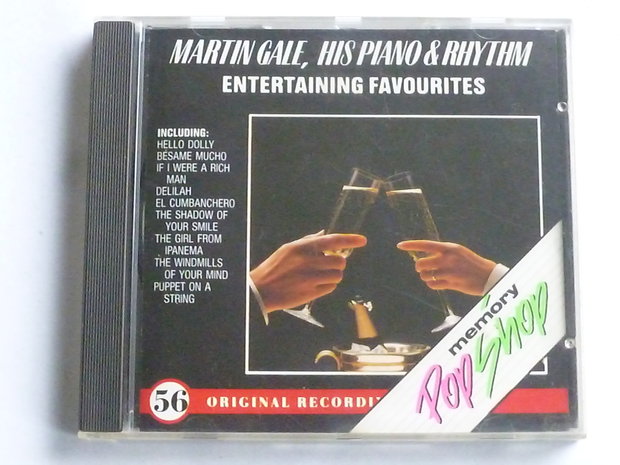 MARTIN GALE, HIS PIANO & RHYTHM
ENTERTAINING FAVOURITES
INCLUDING:
HELLO DOLLY
BÉSAME MUCHO
IF I WERE A RICH
MAN
DELILAH
EL CUMBANCHERO
THE SHADOW OF
YOUR SMILE
THE GIRL FROM
IPANEMA
THE WINDMILLS
OF YOUR MIND
PUPPET ON A
STRING
memory
Pop Shop
56 ORIGINAL RECORDI